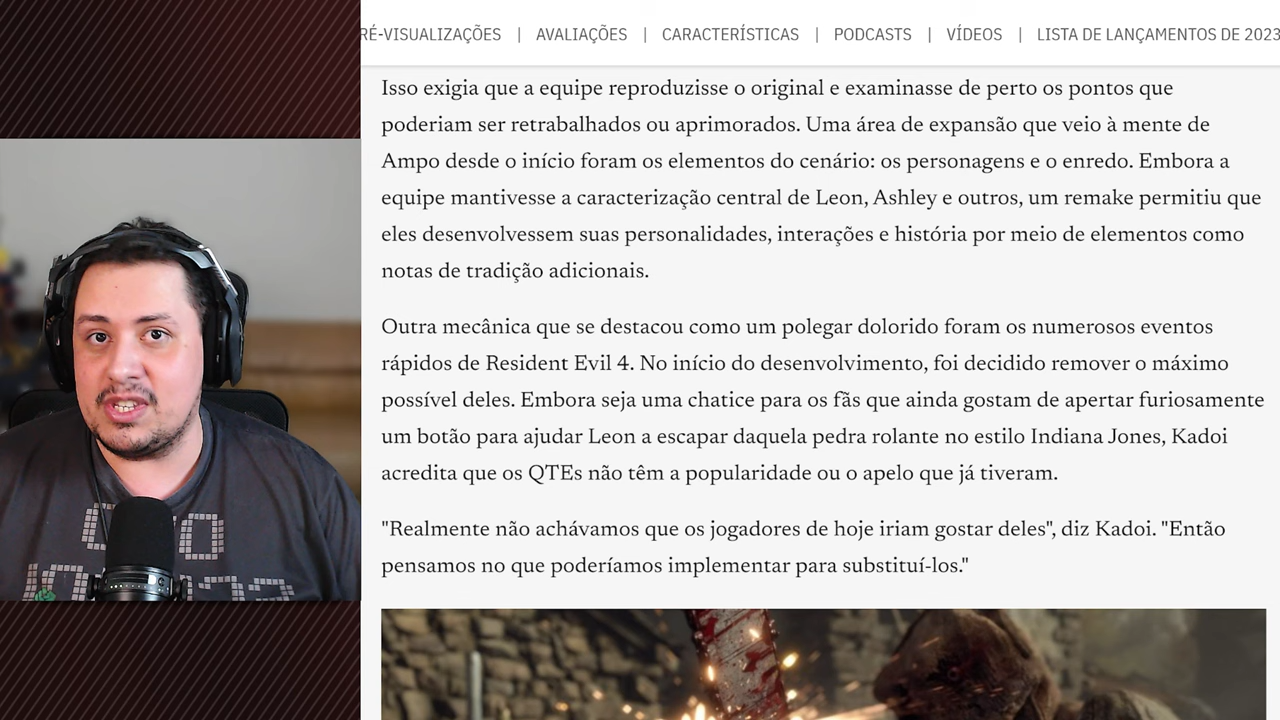 RÉ-VISUALIZAÇÕES | AVALIAÇÕES | CARACTERÍSTICAS | PODCASTS | VÍDEOS | LISTA DE LANÇAMENTOS DE 2023
Isso exigia que a equipe reproduzisse o original e examinasse de perto os pontos que
poderiam ser retrabalhados ou aprimorados. Uma área de expansão que veio à mente de
Ampo desde o início foram os elementos do cenário: os personagens e o enredo. Embora a
equipe mantivesse a caracterização central de Leon, Ashley e outros, um remake permitiu que
eles desenvolvessem suas personalidades, interações e história por meio de elementos como
notas de tradição adicionais.
Outra mecânica que se destacou como um polegar dolorido foram os numerosos eventos
rápidos de Resident Evil 4. No início do desenvolvimento, foi decidido remover o máximo
possível deles. Embora seja uma chatice para os fãs que ainda gostam de apertar furiosamente
um botão para ajudar Leon a escapar daquela pedra rolante no estilo Indiana Jones, Kadoi
acredita que os QTEs não têm a popularidade ou o apelo que já tiveram.
"Realmente não achávamos que os jogadores de hoje iriam gostar deles", diz Kadoi. "Então
pensamos no que poderíamos implementar para substituí-los."